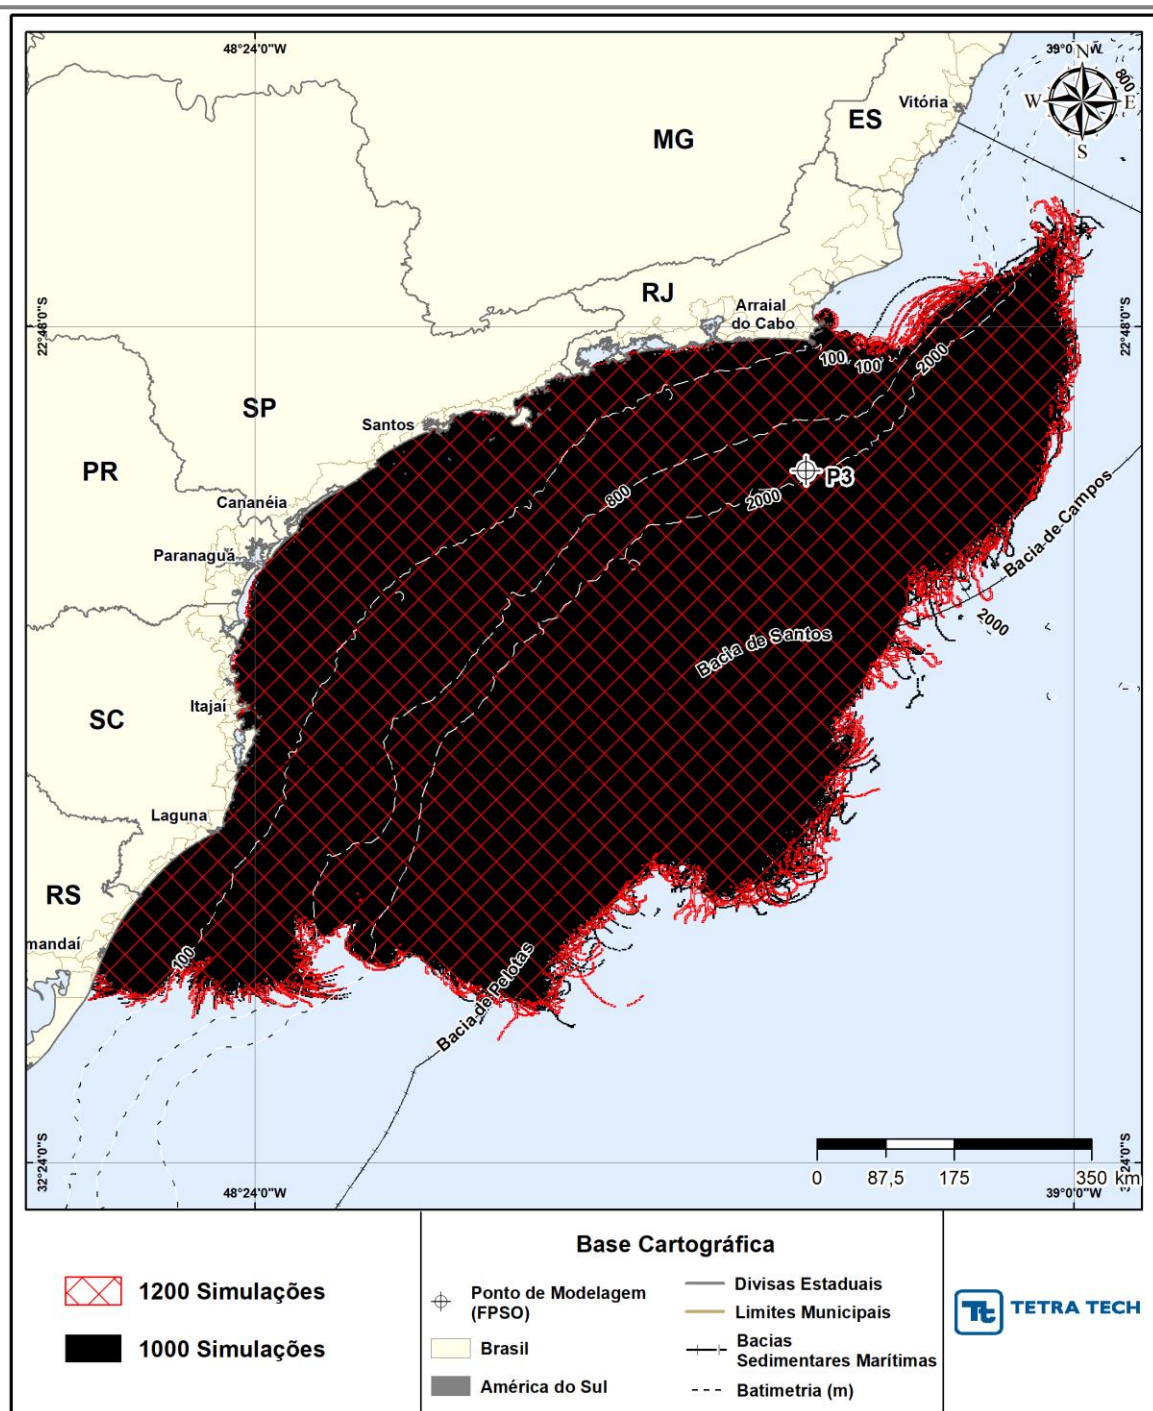 48°24'0"W
39°0'0"W
N
W
E
S
800
Vitória
ES
MG
RJ
Arraial
do Cabo
22°48'0"S
22°48'0"S
100
100
2000
SP
Santos
P3
PR
800
2000
Cananéia
Bacia de Campos
Paranaguá
2000
Bacia de Santos
Itajaí
SC
Laguna
RS
mandaí
100
Bacia de Pelotas
32°24'0"S
24'0"S
0
87,5
175
350 km
48°24'0"W
39°0'0"W
1200 Simulações
1000 Simulações
Base Cartográfica
Ponto de Modelagem
(FPSO)
Brasil
América do Sul
Divisas Estaduais
Limites Municipais
Bacias
Sedimentares Marítimas
Batimetria (m)
Tt TETRA TECH